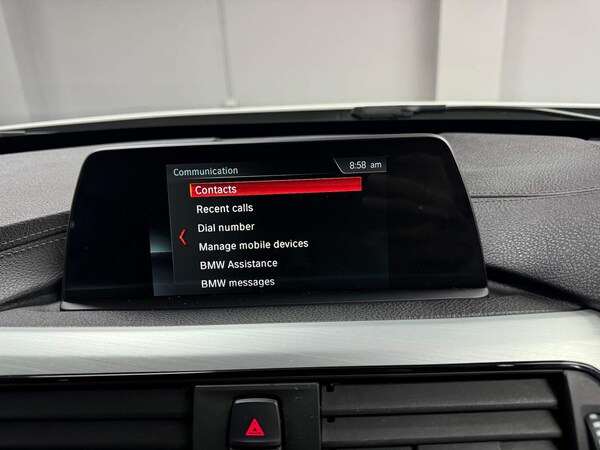 Communication
8:58 am
Contacts
Recent calls
Dial number
Manage mobile devices
BMW Assistance
BMW messages